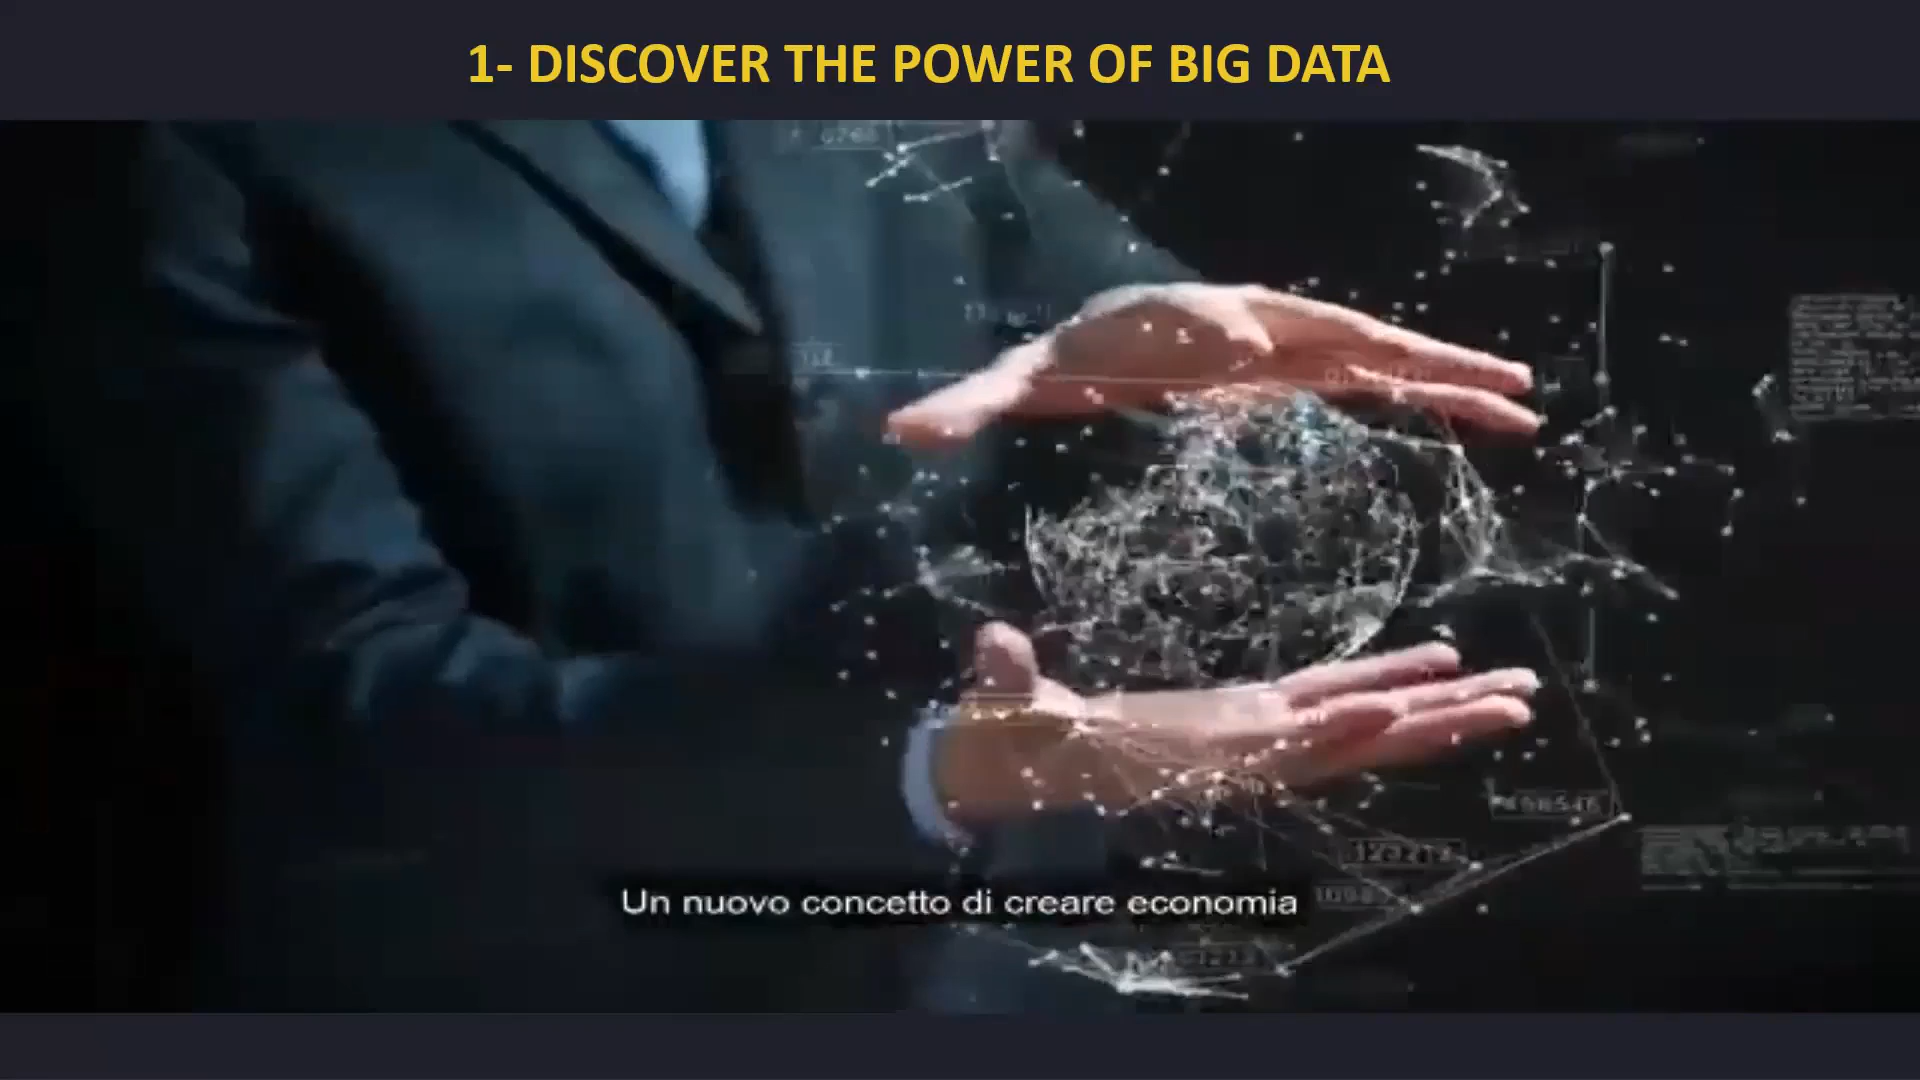 1- DISCOVER THE POWER OF BIG DATA
Un nuovo concetto di creare economia